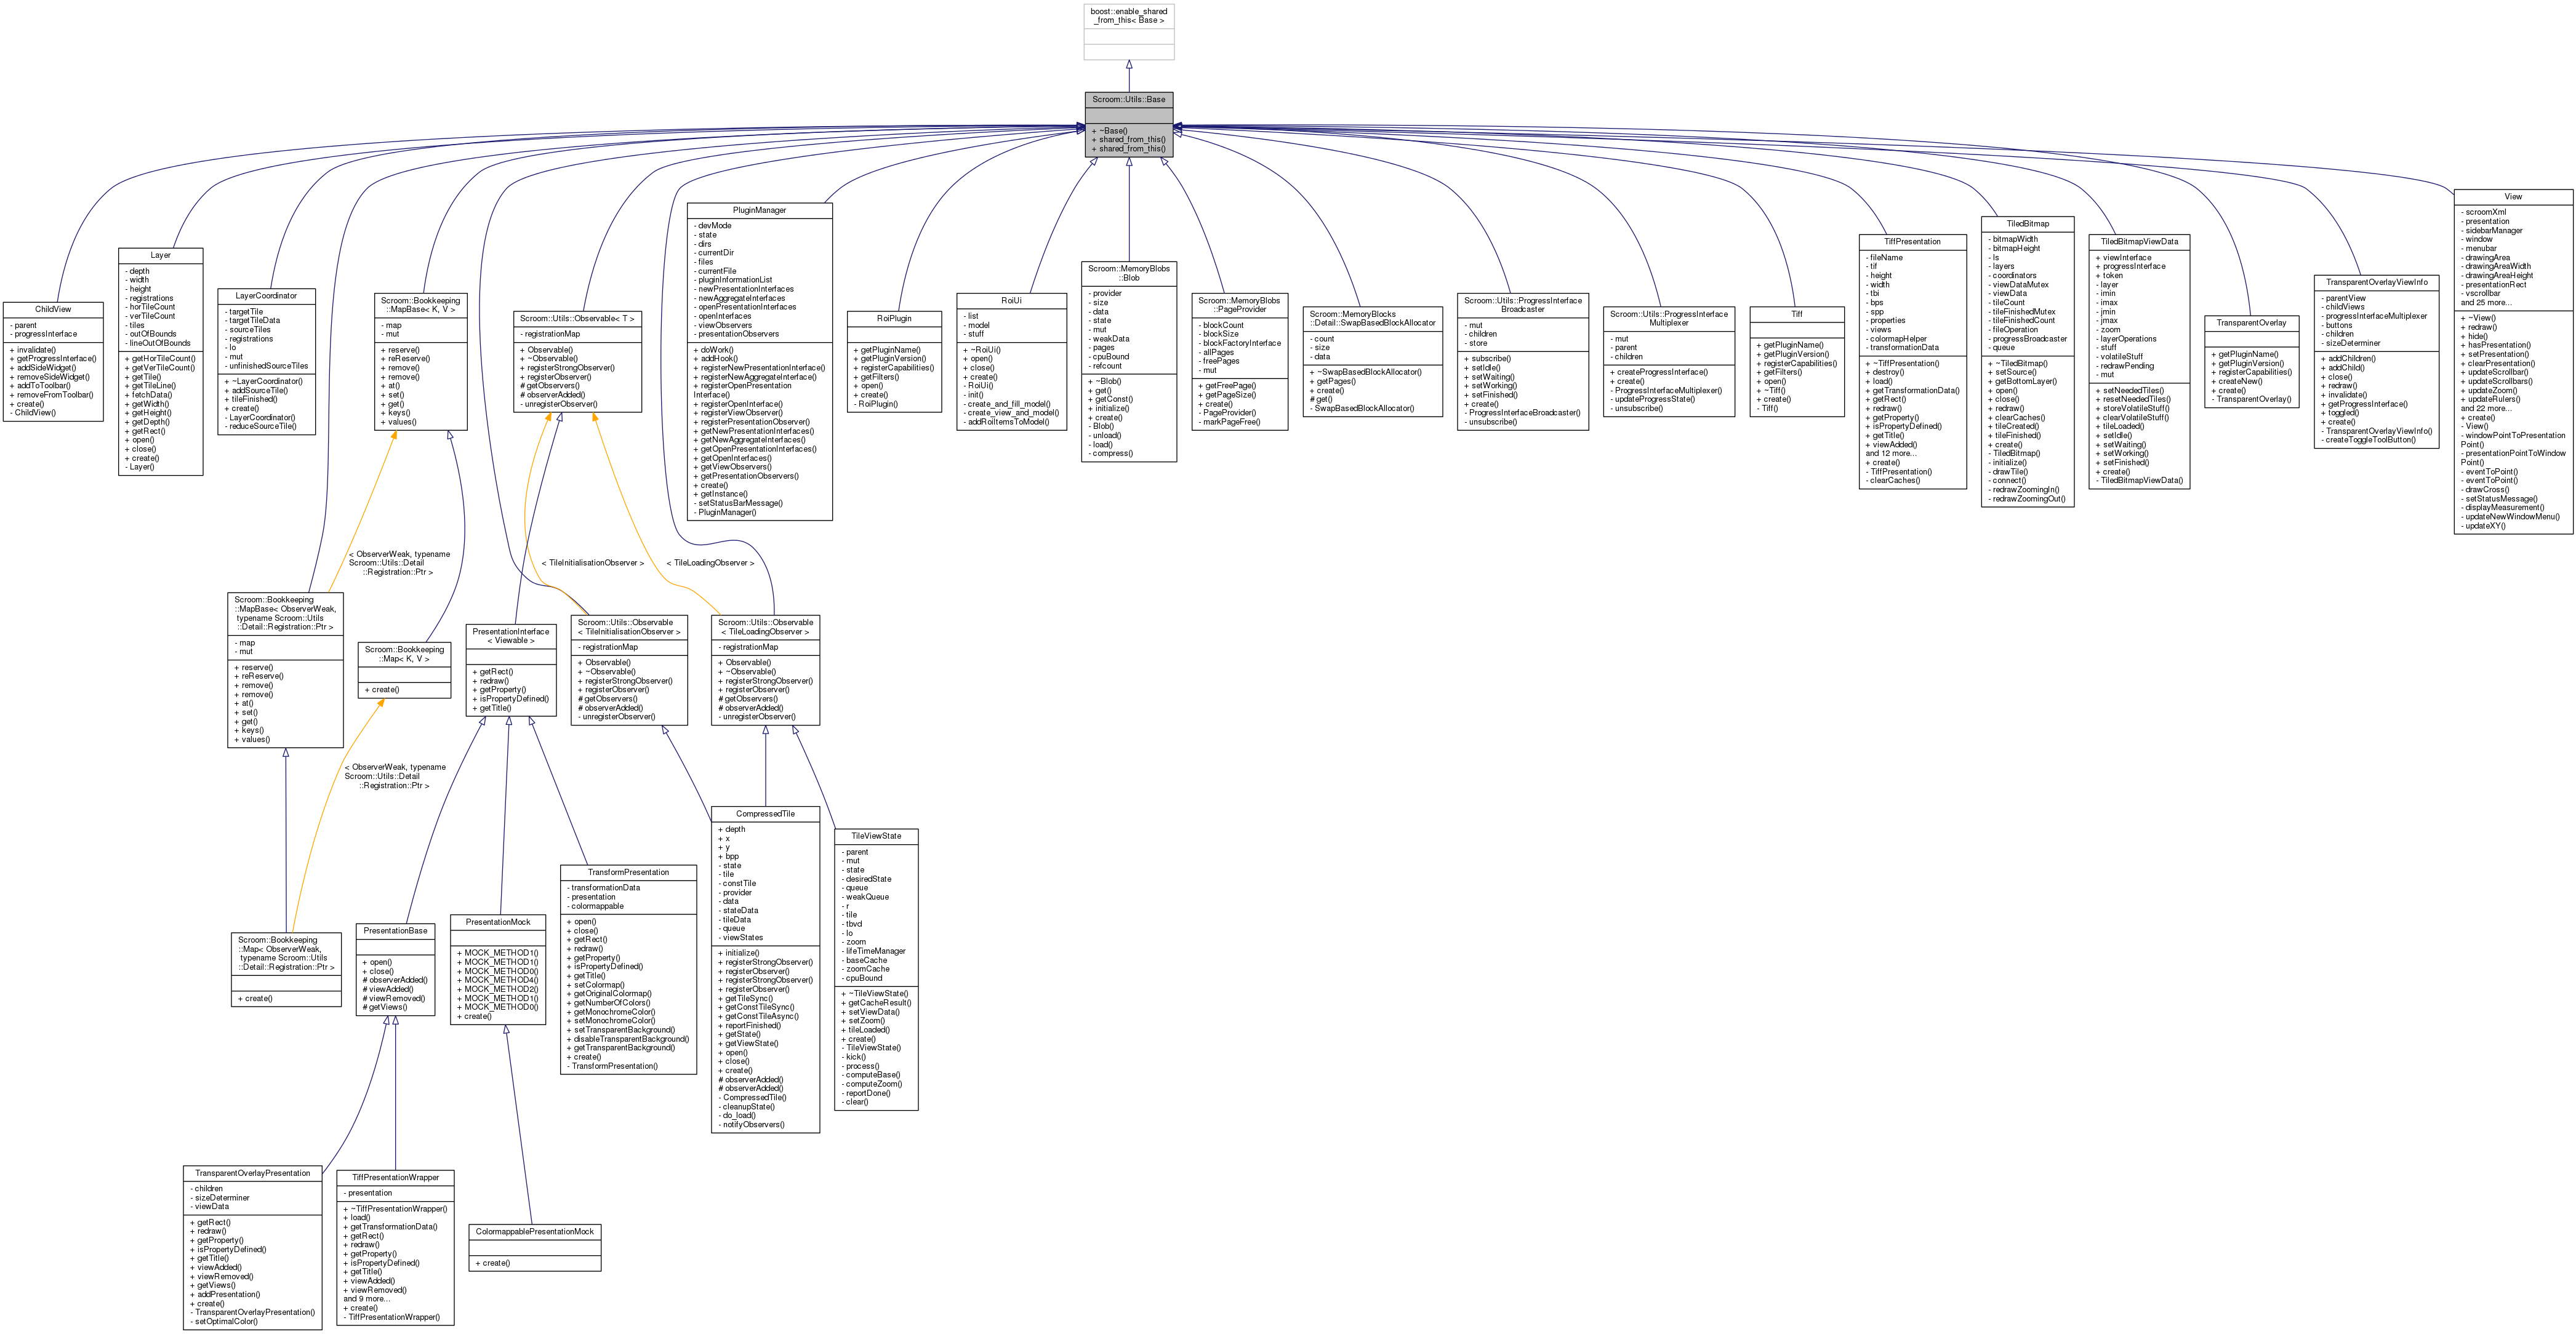 boost::enable_shared
_from_this< Base >
Scroom::Utils::Base
+ ~Base()
+ shared_from_this()
+ shared_from_this()
ChildView
- parent
- progressInterface
+ invalidate()
+ getProgressInterface()
+ addSideWidget()
+ removeSideWidget()
+ addToToolbar()
+ removeFromToolbar()
+ create()
- ChildView()
Layer
- depth
- width
- height
- registrations
- horTileCount
- verTileCount
- tiles
- outOfBounds
- lineOutOfBounds
+ getHorTileCount()
+ getVerTileCount()
+ getTile()
+ getTileLine()
+ fetchData()
+ getWidth()
+ getHeight()
+ getDepth()
+ getRect()
+ open()
+ close()
+ create()
- Layer()
LayerCoordinator
- targetTile
- targetTileData
- sourceTiles
- registrations
- lo
- mut
- unfinishedSourceTiles
+ ~LayerCoordinator()
+ addSourceTile()
+ tileFinished()
+ create()
- LayerCoordinator()
- reduceSourceTile()
Scroom::Bookkeeping
::MapBase< K, V >
- map
- mut
+ reserve()
+ reReserve()
+ remove()
+ remove()
+ at()
+ set()
+ get()
+ keys()
+ values()
Scroom::Utils::Observable< T >
- registrationMap
+ Observable()
+ ~Observable()
+ registerStrongObserver()
+ registerObserver()
# getObservers()
# observerAdded()
- unregisterObserver()
PluginManager
- devMode
- state
- dirs
- currentDir
- files
- currentFile
- pluginInformationList
- newPresentationInterfaces
- newAggregateInterfaces
- openPresentationInterfaces
- openInterfaces
- viewObservers
- presentationObservers
+ doWork()
+ addHook()
+ registerNewPresentationInterface()
+ registerNewAggregateInterface()
+ registerOpenPresentation
Interface()
+ registerOpenInterface()
+ registerViewObserver()
+ registerPresentationObserver()
+ getNewPresentationInterfaces()
+ getNewAggregateInterfaces()
+ getOpenPresentationInterfaces()
+ getOpenInterfaces()
+ getViewObservers()
+ getPresentationObservers()
+ create()
+ getInstance()
- setStatusBarMessage()
- PluginManager()
RoiPlugin
+ getPluginName()
+ getPluginVersion()
+ registerCapabilities()
+ getFilters()
+ open()
+ create()
- RoiPlugin()
RoiUi
- list
- model
- stuff
+ ~RoiUi()
+ open()
+ close()
+ create()
- RoiUi()
- init()
- create_and_fill_model()
- create_view_and_model()
- addRoiItemsToModel()
Scroom::MemoryBlobs
::Blob
- provider
- size
- data
- state
- mut
- weakData
- pages
- cpuBound
- refcount
+ ~Blob()
+ get()
+ getConst()
+ initialize()
+ create()
- Blob()
- unload()
- load()
- compress()
Scroom::MemoryBlobs
::PageProvider
- blockCount
- blockSize
- blockFactoryInterface
- allPages
- freePages
- mut
+ getFreePage()
+ getPageSize()
+ create()
- PageProvider()
- markPageFree()
Scroom::MemoryBlocks
::Detail::SwapBasedBlockAllocator
- count
- size
- data
+ ~SwapBasedBlockAllocator()
+ getPages()
+ create()
# get()
- SwapBasedBlockAllocator()
Scroom::Utils::ProgressInterface
Broadcaster
- mut
- children
- store
+ subscribe()
+ setIdle()
+ setWaiting()
+ setWorking()
+ setFinished()
+ create()
- ProgressInterfaceBroadcaster()
- unsubscribe()
Scroom::Utils::ProgressInterface
Multiplexer
- mut
- parent
- children
+ createProgressInterface()
+ create()
- ProgressInterfaceMultiplexer()
- updateProgressState()
- unsubscribe()
Tiff
+ getPluginName()
+ getPluginVersion()
+ registerCapabilities()
+ getFilters()
+ open()
+ ~Tiff()
+ create()
- Tiff()
TiffPresentation
- fileName
- tif
- height
- width
- tbi
- bps
- spp
- properties
- views
- colormapHelper
- transformationData
+ ~TiffPresentation()
+ destroy()
+ load()
+ getTransformationData()
+ getRect()
+ redraw()
+ getProperty()
+ isPropertyDefined()
+ getTitle()
+ viewAdded()
and 12 more...
+ create()
- TiffPresentation()
- clearCaches()
TiledBitmap
- bitmapWidth
- bitmapHeight
- ls
- layers
- coordinators
- viewDataMutex
- viewData
- tileCount
- tileFinishedMutex
- tileFinishedCount
- fileOperation
- progressBroadcaster
- queue
+ ~TiledBitmap()
+ setSource()
+ getBottomLayer()
+ open()
+ close()
+ redraw()
+ clearCaches()
+ tileCreated()
+ tileFinished()
+ create()
- TiledBitmap()
- initialize()
- drawTile()
- connect()
- redrawZoomingIn()
- redrawZoomingOut()
TiledBitmapViewData
+ viewInterface
+ progressInterface
+ token
- layer
- imin
- imax
- jmin
- jmax
- zoom
- layerOperations
- stuff
- volatileStuff
- redrawPending
- mut
+ setNeededTiles()
+ resetNeededTiles()
+ storeVolatileStuff()
+ clearVolatileStuff()
+ tileLoaded()
+ setIdle()
+ setWaiting()
+ setWorking()
+ setFinished()
+ create()
- TiledBitmapViewData()
TransparentOverlay
+ getPluginName()
+ getPluginVersion()
+ registerCapabilities()
+ createNew()
+ create()
- TransparentOverlay()
TransparentOverlayViewInfo
- parentView
- childViews
- progressInterfaceMultiplexer
- buttons
- children
- sizeDeterminer
+ addChildren()
+ addChild()
+ close()
+ redraw()
+ invalidate()
+ getProgressInterface()
+ toggled()
+ create()
- TransparentOverlayViewInfo()
- createToggleToolButton()
View
- scroomXml
- presentation
- sidebarManager
- window
- menubar
- drawingArea
- drawingAreaWidth
- drawingAreaHeight
- presentationRect
- vscrollbar
and 25 more...
+ ~View()
+ redraw()
+ hide()
+ hasPresentation()
+ setPresentation()
+ clearPresentation()
+ updateScrollbar()
+ updateScrollbars()
+ updateZoom()
+ updateRulers()
and 22 more...
+ create()
- View()
- windowPointToPresentation
Point()
- presentationPointToWindow
Point()
- eventToPoint()
- eventToPoint()
- drawCross()
- setStatusMessage()
- displayMeasurement()
- updateNewWindowMenu()
- updateXY()
< ObserverWeak, typename
Scroom::Utils::Detail
::Registration::Ptr >
< TileInitialisationObserver >
< TileLoadingObserver >
Scroom::Bookkeeping
::MapBase< ObserverWeak,
typename Scroom::Utils
::Detail::Registration::Ptr >
- map
- mut
+ reserve()
+ reReserve()
+ remove()
+ remove()
+ at()
+ set()
+ get()
+ keys()
+ values()
Scroom::Bookkeeping
::Map< K, V >
+ create()
PresentationInterface
< Viewable >
+ getRect()
+ redraw()
+ getProperty()
+ isPropertyDefined()
+ getTitle()
Scroom::Utils::Observable
< TileInitialisationObserver >
- registrationMap
+ Observable()
+ ~Observable()
+ registerStrongObserver()
+ registerObserver()
# getObservers()
# observerAdded()
- unregisterObserver()
Scroom::Utils::Observable
< TileLoadingObserver >
- registrationMap
+ Observable()
+ ~Observable()
+ registerStrongObserver()
+ registerObserver()
# getObservers()
# observerAdded()
- unregisterObserver()
< ObserverWeak, typename
Scroom::Utils::Detail
::Registration::Ptr >
Scroom::Bookkeeping
::Map< ObserverWeak,
typename Scroom::Utils
::Detail::Registration::Ptr >
+ create()
PresentationBase
+ open()
+ close()
# observerAdded()
# viewAdded()
# viewRemoved()
# getViews()
PresentationMock
+ MOCK_METHOD1()
+ MOCK_METHOD1()
+ MOCK_METHOD0()
+ MOCK_METHOD4()
+ MOCK_METHOD2()
+ MOCK_METHOD1()
+ MOCK_METHOD0()
+ create()
TransformPresentation
- transformationData
- presentation
- colormappable
+ open()
+ close()
+ getRect()
+ redraw()
+ getProperty()
+ isPropertyDefined()
+ getTitle()
+ setColormap()
+ getOriginalColormap()
+ getNumberOfColors()
+ getMonochromeColor()
+ setMonochromeColor()
+ setTransparentBackground()
+ disableTransparentBackground()
+ getTransparentBackground()
+ create()
- TransformPresentation()
CompressedTile
+ depth
+ x
+ y
+ bpp
- state
- tile
- constTile
- provider
- data
- stateData
- tileData
- queue
- viewStates
+ initialize()
+ registerStrongObserver()
+ registerObserver()
+ registerStrongObserver()
+ registerObserver()
+ getTileSync()
+ getConstTileSync()
+ getConstTileAsync()
+ reportFinished()
+ getState()
+ getViewState()
+ open()
+ close()
+ create()
# observerAdded()
# observerAdded()
- CompressedTile()
- cleanupState()
- do_load()
- notifyObservers()
TileViewState
- parent
- mut
- state
- desiredState
- queue
- weakQueue
- r
- tile
- tbvd
- lo
- zoom
- lifeTimeManager
- baseCache
- zoomCache
- cpuBound
+ ~TileViewState()
+ getCacheResult()
+ setViewData()
+ setZoom()
+ tileLoaded()
+ create()
- TileViewState()
- kick()
- process()
- computeBase()
- computeZoom()
- reportDone()
- clear()
TransparentOverlayPresentation
- children
- sizeDeterminer
- viewData
+ getRect()
+ redraw()
+ getProperty()
+ isPropertyDefined()
+ getTitle()
+ viewAdded()
+ viewRemoved()
+ getViews()
+ addPresentation()
+ create()
- TransparentOverlayPresentation()
- setOptimalColor()
TiffPresentationWrapper
- presentation
+ ~TiffPresentationWrapper()
+ load()
+ getTransformationData()
+ getRect()
+ redraw()
+ getProperty()
+ isPropertyDefined()
+ getTitle()
+ viewAdded()
+ viewRemoved()
and 9 more...
+ create()
- TiffPresentationWrapper()
ColormappablePresentationMock
+ create()